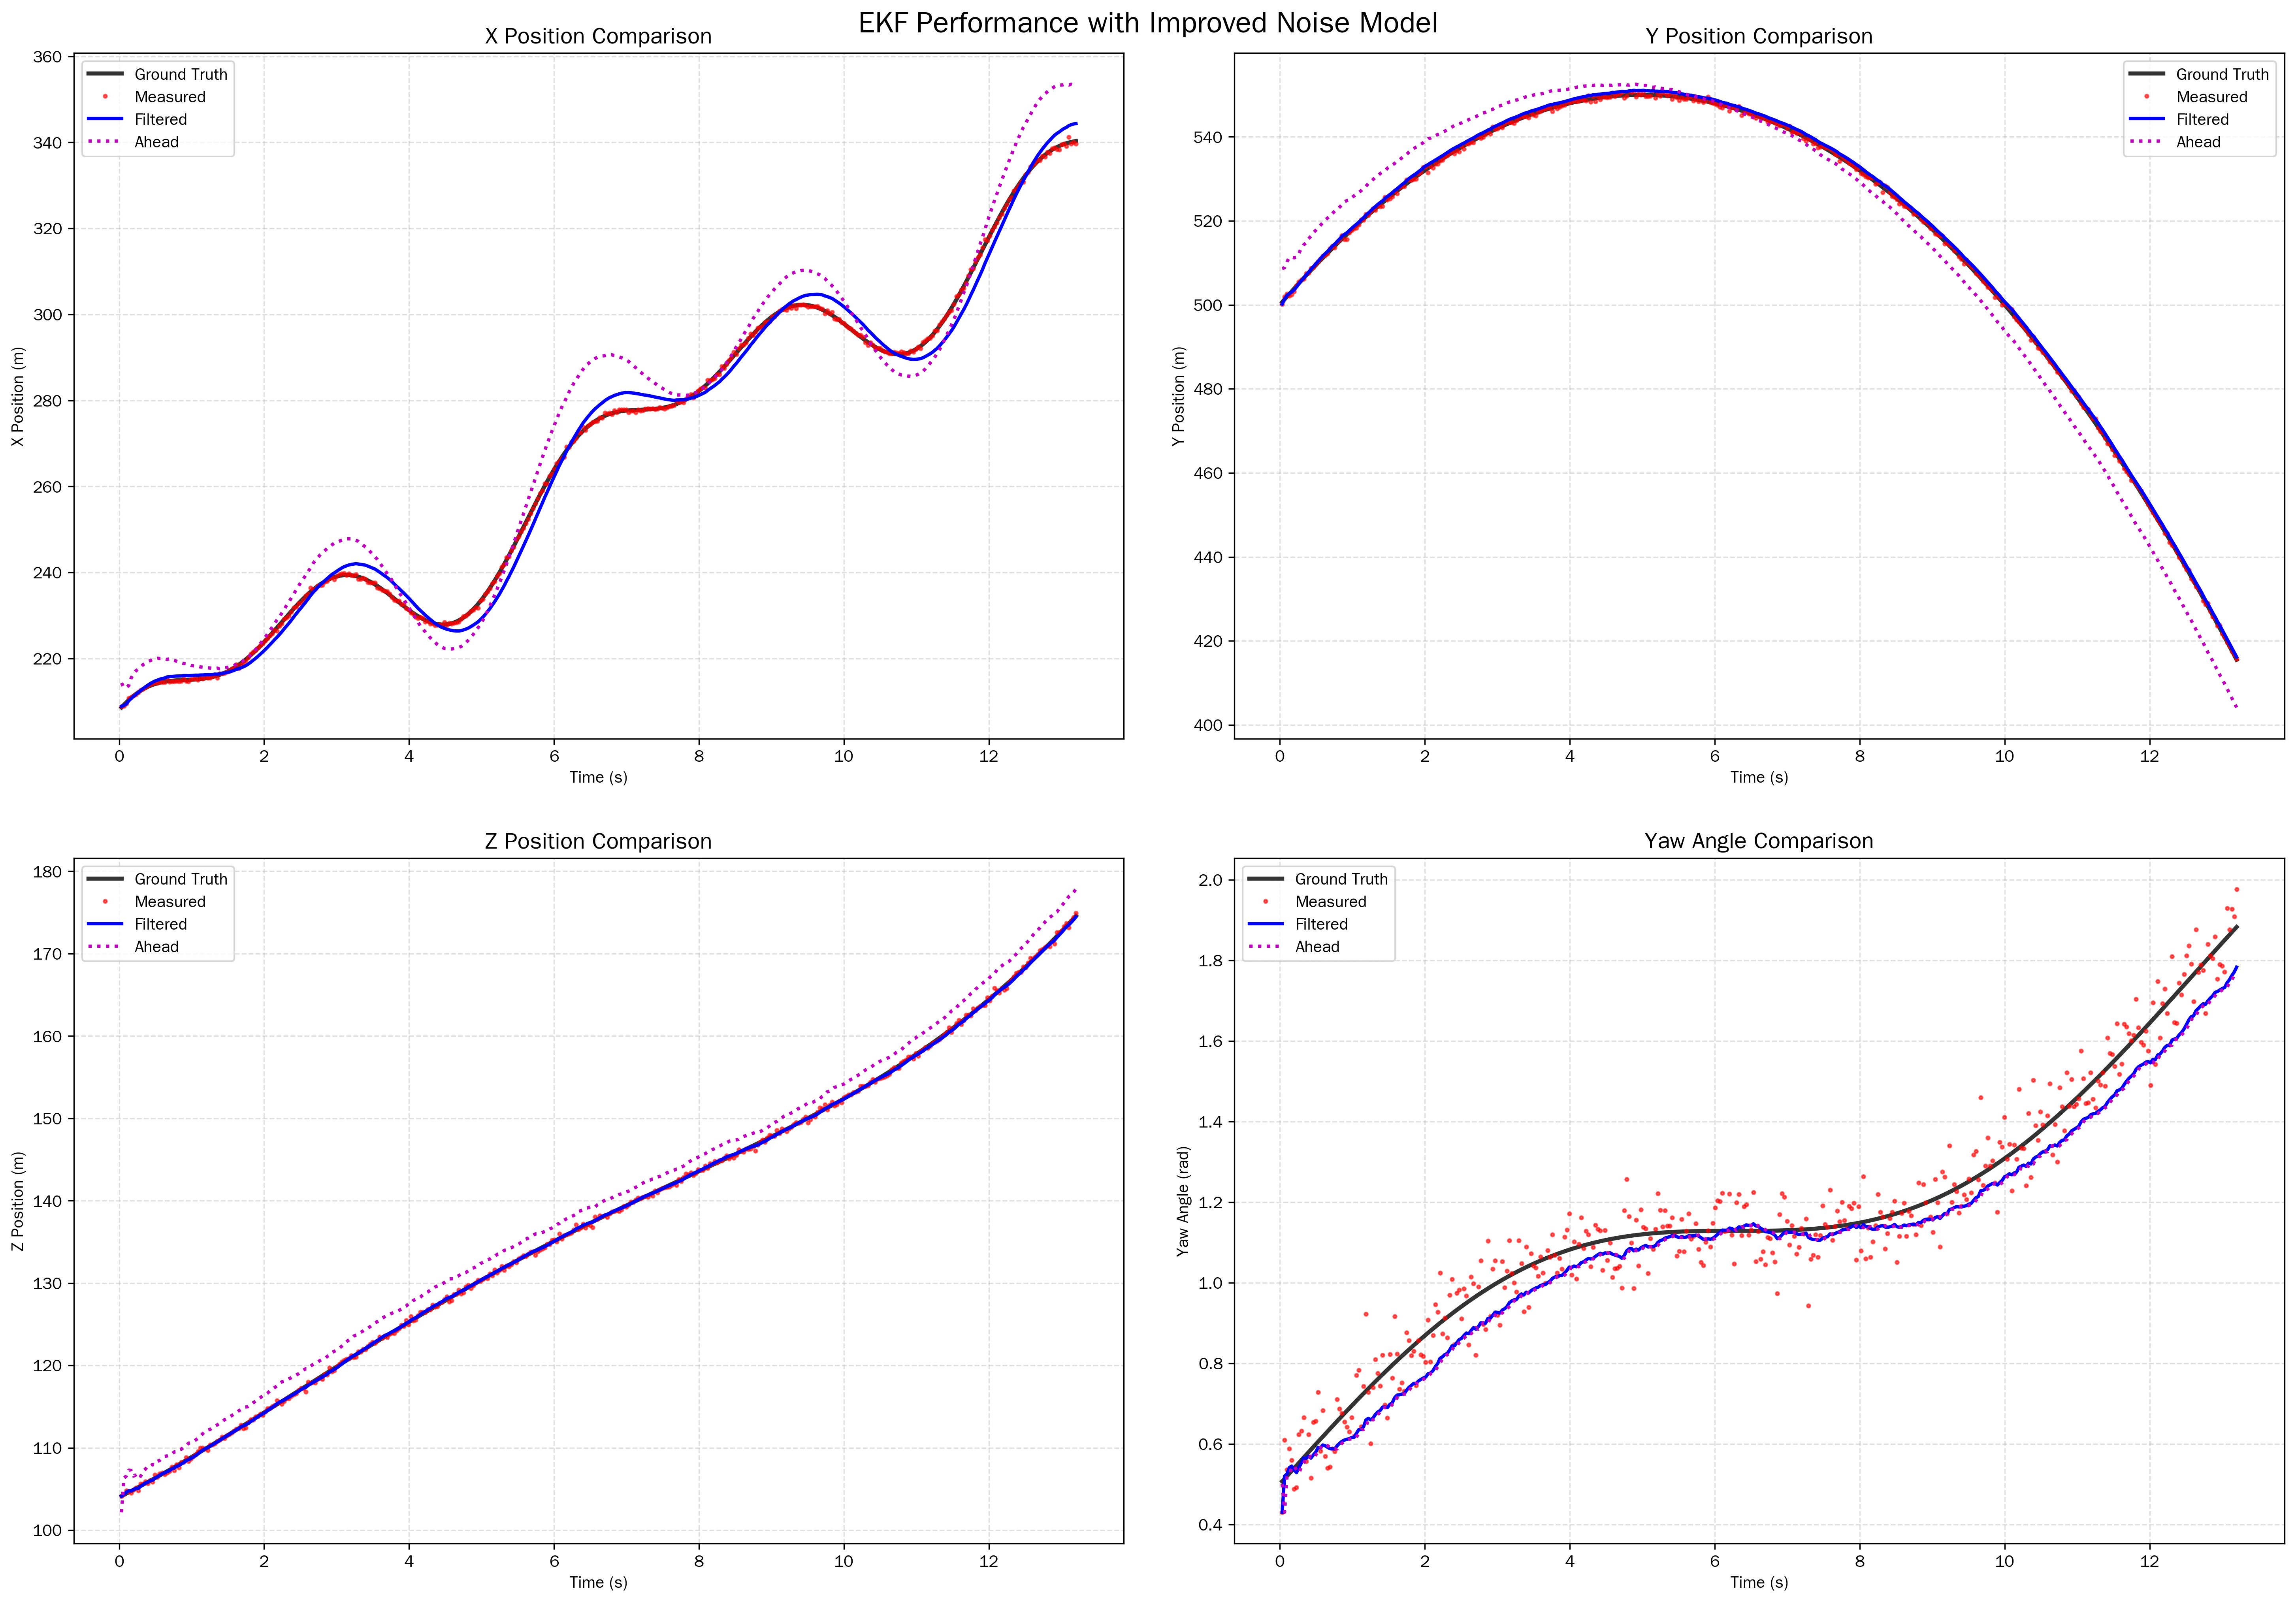 EKF Performance with Improved Noise Model
X Position Comparison
360
340
320
300
280
260
240
220
X Position (m)
Ground Truth
Measured
Filtered
Ahead
0 2 4 6 8 10 12
Time (s)
Y Position Comparison
540
520
500
480
460
440
420
400
Y Position (m)
Ground Truth
Measured
Filtered
Ahead
0 2 4 6 8 10 12
Time (s)
Z Position Comparison
180
170
160
150
140
130
120
110
100
Z Position (m)
Ground Truth
Measured
Filtered
Ahead
0 2 4 6 8 10 12
Time (s)
Yaw Angle Comparison
2.0
1.8
1.6
1.4
1.2
1.0
0.8
0.6
0.4
Yaw Angle (rad)
Ground Truth
Measured
Filtered
Ahead
0 2 4 6 8 10 12
Time (s)